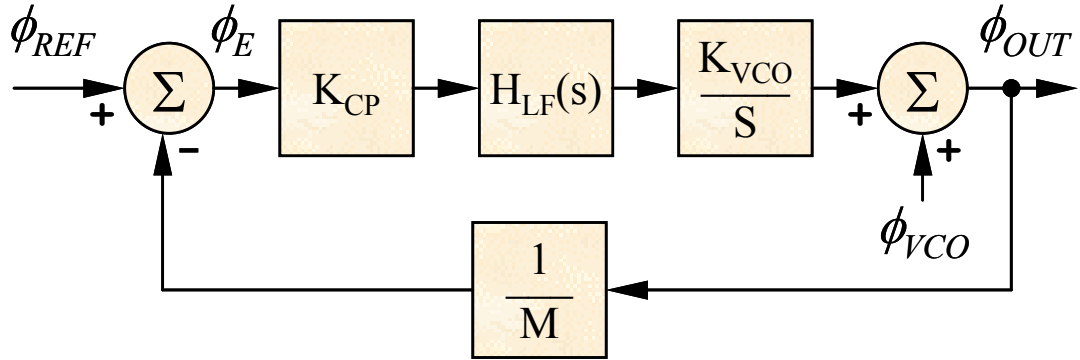 ϕREF
ϕE
ϕOUT
Σ
KCP
HLF(s)
KVCO
S
Σ
+
-
+
+
ϕVCO
1
M